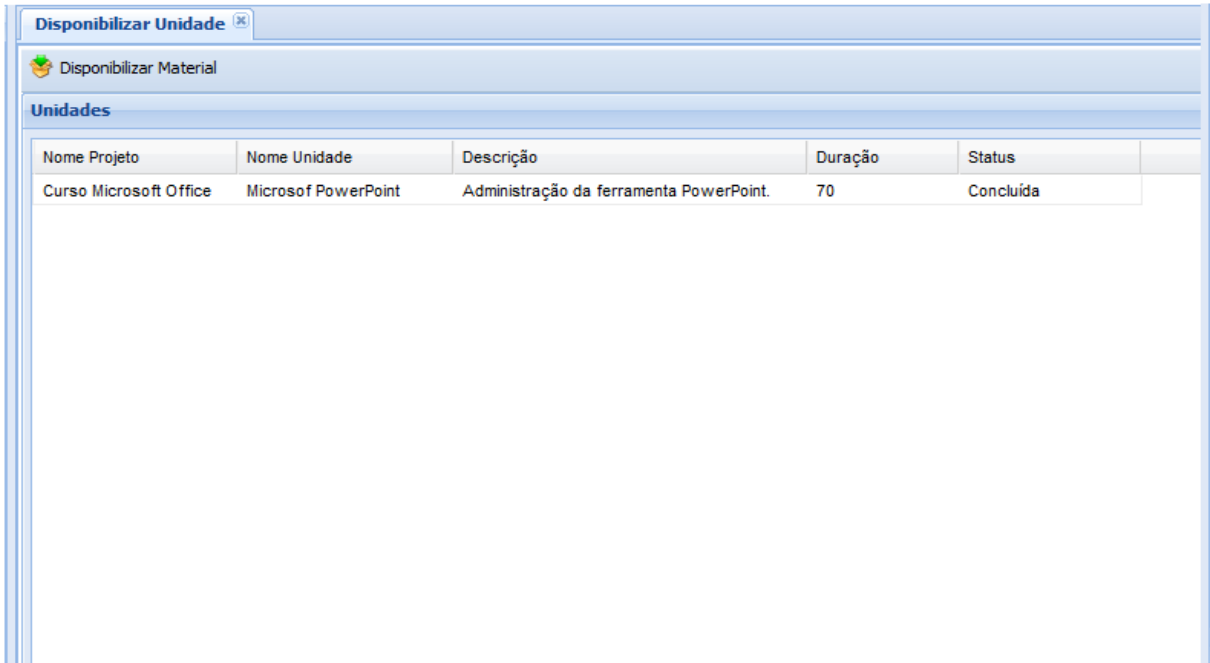 Disponibilizar Unidade
Disponibilizar Material
Unidades
Nome Projeto Nome Unidade Descrição Duração Status
Curso Microsoft Office Microsof PowerPoint Administração da ferramenta PowerPoint. 70 Concluída